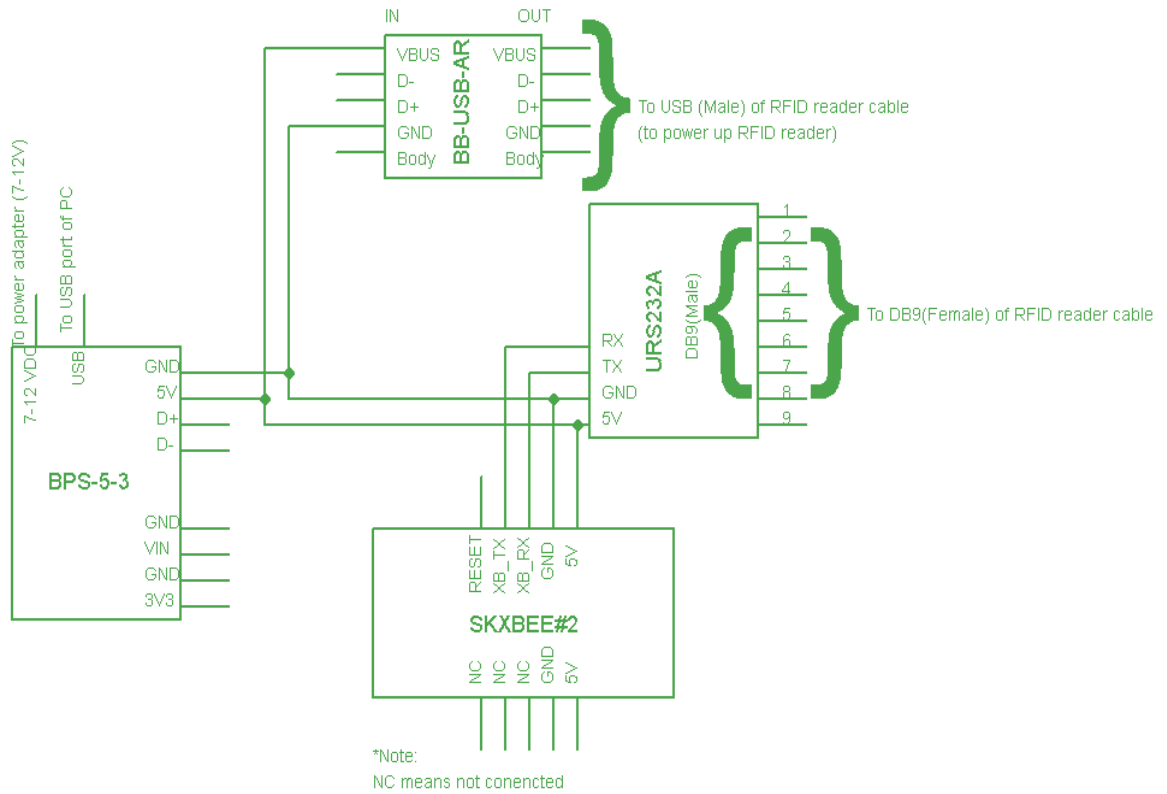 IN
OUT
VBUS
D-
D+
GND
Body
BB-USB-AR
VBUS
D-
D+
GND
Body
To USB (Male) of RFID reader cable
(to power up RFID reader)
To power adapter (7-12V)
To USB port of PC
7-12 VDC
USB
GND
5V
D+
D-
BPS-5-3
GND
VIN
GND
3V3
RX
TX
GND
5V
URS232A
DB9(Male)
1
2
3
4
5
6
7
8
9
To DB9(Female) of RFID reader cable
RESET
XB_TX
XB_RX
GND
5V
SKXBEE#2
NC
NC
NC
GND
5V
*Note:
NC means not conencted